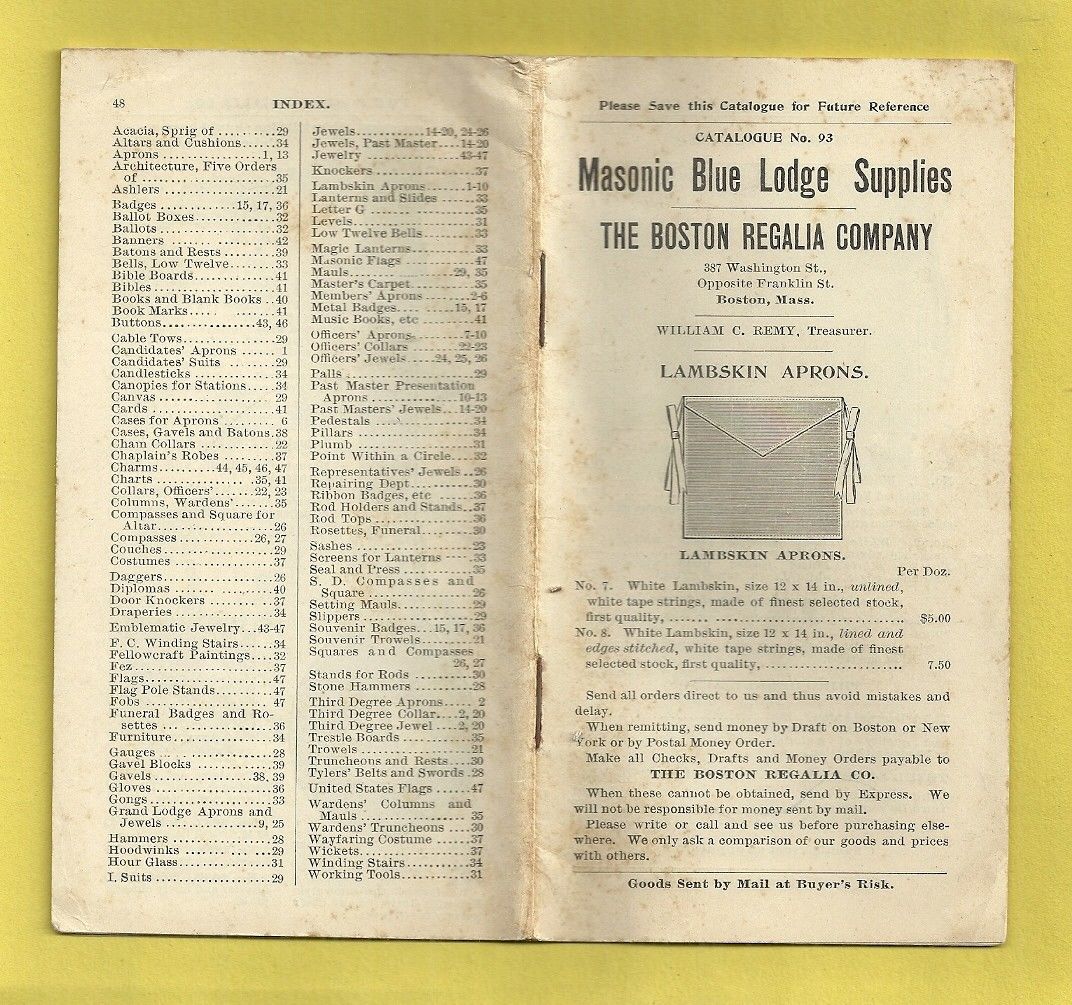 48
INDEX.
Acacia, Sprig of ..........29
Altars and Cushions......34
Aprons .................1, 13
Architecture, Five Orders
of ........................35
Ashlers ....................21
Badges .............15, 17, 36
Ballot Boxes.............32
Ballots ....................32
Banners ..................42
Batons and Rests ........39
Bells, Low Twelve........33
Bible Boards..............41
Bibles .....................41
Books and Blank Books ..40
Book Marks..... ........41
Buttons...............43, 46
Cable Tows...............29
Candidates' Aprons ...... 1
Candidates' Suits ........29
Candlesticks .............34
Canopies for Stations....34
Canvas ...................29
Cards .....................41
Cases for Aprons ........ 6
Cases, Gavels and Batons.38
Chain Collars ............22
Chaplain's Robes ........37
Charms.........44, 45, 46, 47
Charts ................35, 41
Collars, Officers'......22, 23
Columns, Wardens'.......35
Compasses and Square for
Altar....................26
Compasses ...........26, 27
Couches..................29
Costumes ................37
Daggers...................26
Diplomas .................40
Door Knockers ..........37
Draperies ................34
Emblematic Jewelry...43-47
F. C. Winding Stairs.....34
Fellowcraft Paintings....32
Fez........................37
Flags......................47
Flag Pole Stands.........47
Fobs ......................47
Funeral Badges and Ro-
settes ... ................36
Furniture.................34
Gauges ...................28
Gavel Blocks ............39
Gavels ................38, 39
Gloves ....................36
Gongs.....................33
Grand Lodge Aprons and
Jewels ................9, 25
Hammers .................28
Hoodwinks ...............29
Hour Glass...............31
I. Suits ....................29
Jewels............14-20, 24-26
Jewels, Past Master....14-20
Jewelry ................43-47
Knockers .................37
Lambskin Aprons.......1-10
Lanterns and Slides ......33
Letter G ..................35
Levels.....................31
Low Twelve Bells........33
Magic Lanterns...........33
Masonic Flags ...........47
Mauls..................29, 35
Master's Carpet..........35
Members' Aprons ........2-6
Metal Badges.... .....15, 17
Music Books, etc ........41
Officers' Aprons.........7-10
Officers' Collars ......22-23
Officers' Jewels ....24, 25, 26
Palls ......................29
Past Master Presentation
Aprons ...............10-13
Past Masters' Jewels...14-20
Pedestals .................34
Pillars ....................34
Plumb ....................31
Point Within a Circle....32
Representatives' Jewels ..26
Repairing Dept...........30
Ribbon Badges, etc ......36
Rod Holders and Stands..37
Rod Tops .................36
Rosettes, Funeral.........30
Sashes ....................23
Screens for Lanterns .....33
Seal and Press ...........35
S. D. Compasses and
Square ..................26
Setting Mauls.............29
Slippers ...................29
Souvenir Badges...15, 17, 36
Souvenir Trowels.........21
Squares and Compasses
26, 27
Stands for Rods ..........30
Stone Hammers ..........28
Third Degree Aprons..... 2
Third Degree Collar....2, 20
Third Degree Jewel ....2, 20
Trestle Boards ...........35
Trowels...................21
Truncheons and Rests....30
Tylers' Belts and Swords .28
United States Flags ......47
Wardens' Columns and
Mauls ................... 35
Wardens' Truncheons ....30
Wayfaring Costume ......37
Wickets...................37
Winding Stairs...........34
Working Tools............31
Please Save this Catalogue for Future Reference
CATALOGUE No. 93
Masonic Blue Lodge Supplies
THE BOSTON REGALIA COMPANY
387 Washington St.,
Opposite Franklin St.
Boston, Mass.
WILLIAM C. REMY, Treasurer.
LAMBSKIN APRONS.
LAMBSKIN APRONS.
Per Doz.
No. 7. White Lambskin, size 12 x 14 in., unlined,
white tape strings, made of finest selected stock,
first quality, ....... .............................. $5.00
No. 8. White Lambskin, size 12 x 14 in., lined and
edges stitched, white tape strings, made of finest
selected stock, first quality,........................ 7.50
Send all orders direct to us and thus avoid mistakes and
delay.
When remitting, send money by Draft on Boston or New
York or by Postal Money Order.
Make all Checks, Drafts and Money Orders payable to
THE BOSTON REGALIA CO.
When these cannot be obtained, send by Express. We
will not be responsible for money sent by mail.
Please write or call and see us before purchasing else-
where. We only ask a comparison of our goods and prices
with others.
Goods Sent by Mail at Buyer's Risk.